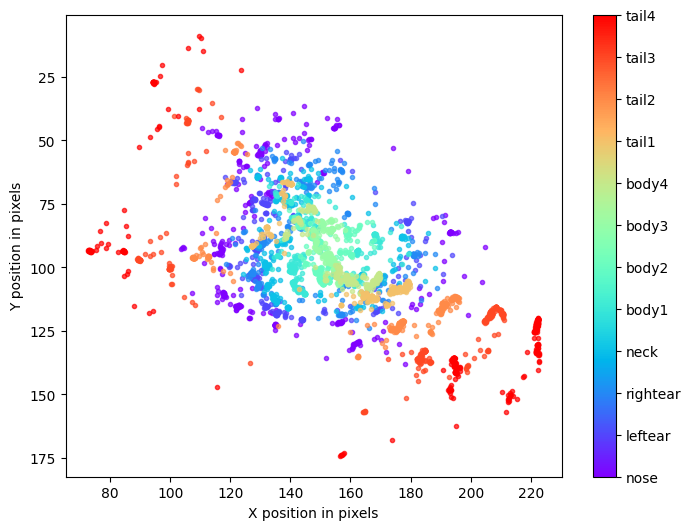 25
50
75
100
125
150
175
Y position in pixels
80 100 120 140 160 180 200 220
X position in pixels
tail4
tail3
tail2
tail1
body4
body3
body2
body1
neck
rightear
leftear
nose